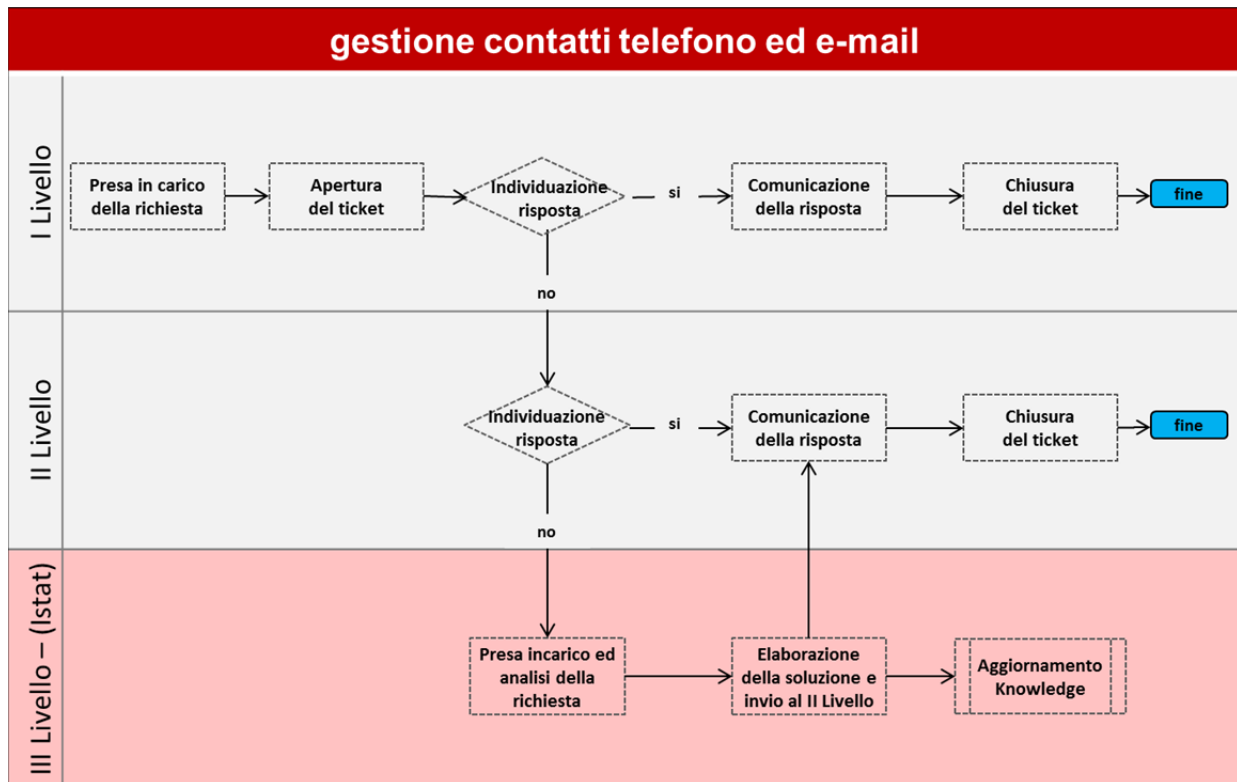 gestione contatti telefono ed e-mail
I Livello
Presa in carico
della richiesta
Apertura
del ticket
Individuazione
risposta
si
Comunicazione
della risposta
Chiusura
del ticket
fine
no
II Livello
Individuazione
risposta
si
Comunicazione
della risposta
Chiusura
del ticket
fine
no
III Livello – (Istat)
Presa incarico ed
analisi della
richiesta
Elaborazione
della soluzione e
invio al II Livello
Aggiornamento
Knowledge